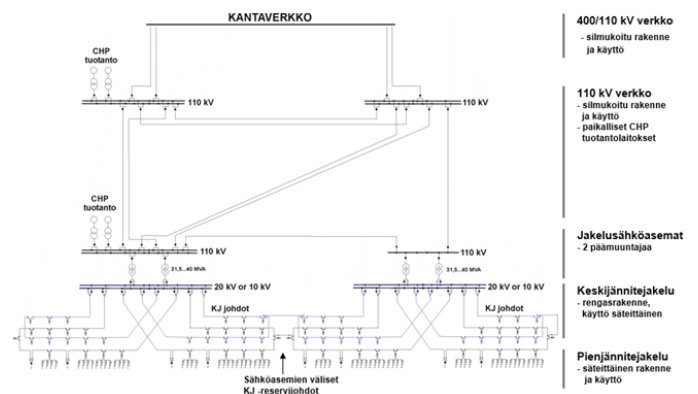 KANTAVERKKO
400/110 kV verkko
- silmukoitu rakenne
ja käyttö
CHP
tuotanto
110 kV
110 kV
110 kV verkko
- silmukoitu rakenne
ja käyttö
- paikalliset CHP
tuotantolaitokset
CHP
tuotanto
110 kV
110 kV
Jakelusähköasemat
- 2 päämuuntajaa
31,5...40 MVA
31,5...40 MVA
20 kV or 10 kV
20 kV or 10 kV
KJ johdot
KJ johdot
Keskijännitejakelu
- rengasrakenne,
käyttö säteittäinen
Sähköasemien väliset
KJ -reservijohdot
Pienjännitejakelu
- säteittäinen rakenne
ja käyttö